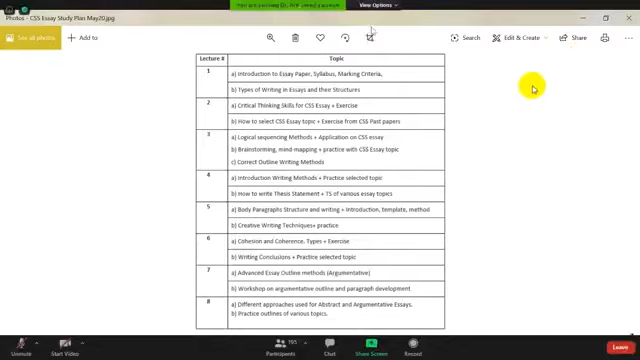 View Options
Photos - CSS Essay Study Plan May20.jpg
See all photos
Add to
Search
Edit & Create
Share
Lecture #
Topic
1
a) Introduction to Essay Paper, Syllabus, Marking Criteria,
b) Types of Writing in Essays and their Structures
2
a) Critical Thinking Skills for CSS Essay + Exercise
b) How to select CSS Essay topic + Exercise from CSS Past papers
3
a) Logical sequencing Methods + Application on CSS essay
b) Brainstorming, mind-mapping + practice with CSS Essay topic
c) Correct Outline Writing Methods
4
a) Introduction Writing Methods + Practice selected topic
b) How to write Thesis Statement + TS of various essay topics
5
a) Body Paragraphs Structure and writing + Introduction, template, method
b) Creative Writing Techniques+ practice
6
a) Cohesion and Coherence. Types + Exercise
b) Writing Conclusions + Practice selected topic
7
a) Advanced Essay Outline methods (Argumentative)
b) Workshop on argumentative outline and paragraph development
8
a) Different approaches used for Abstract and Argumentative Essays.
b) Practice outlines of various topics.
Unmute
Start Video
195
Participants
Chat
Share Screen
Record
Leave